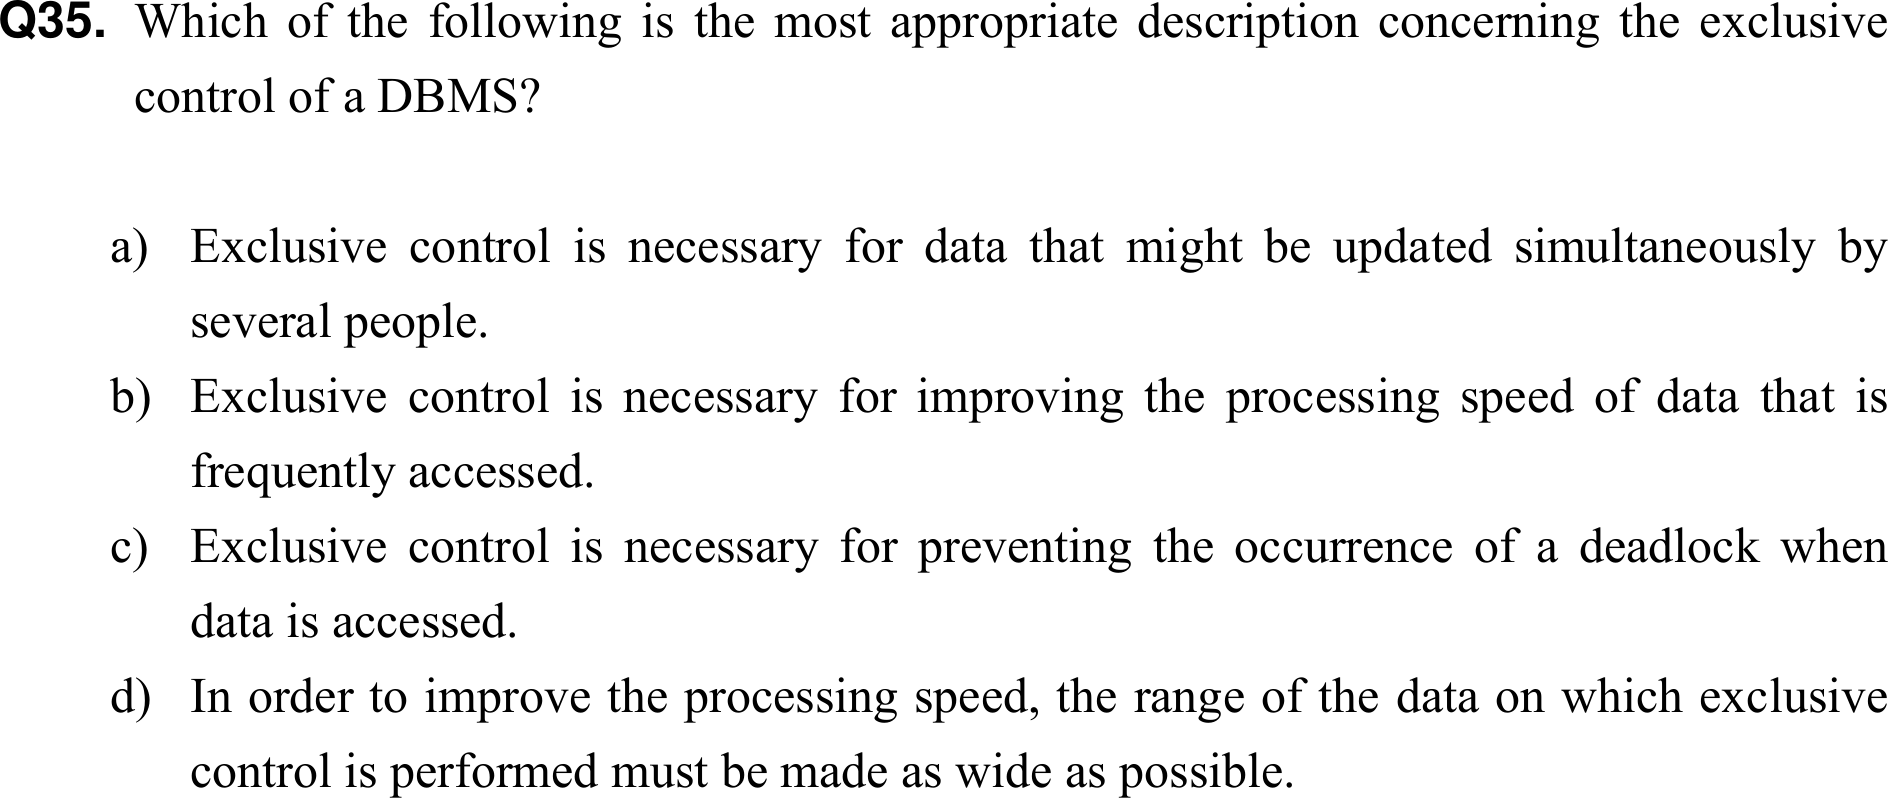 Q35. Which of the following is the most appropriate description concerning the exclusive
control of a DBMS?
a) Exclusive control is necessary for data that might be updated simultaneously by
several people.
b) Exclusive control is necessary for improving the processing speed of data that is
frequently accessed.
c) Exclusive control is necessary for preventing the occurrence of a deadlock when
data is accessed.
d) In order to improve the processing speed, the range of the data on which exclusive
control is performed must be made as wide as possible.